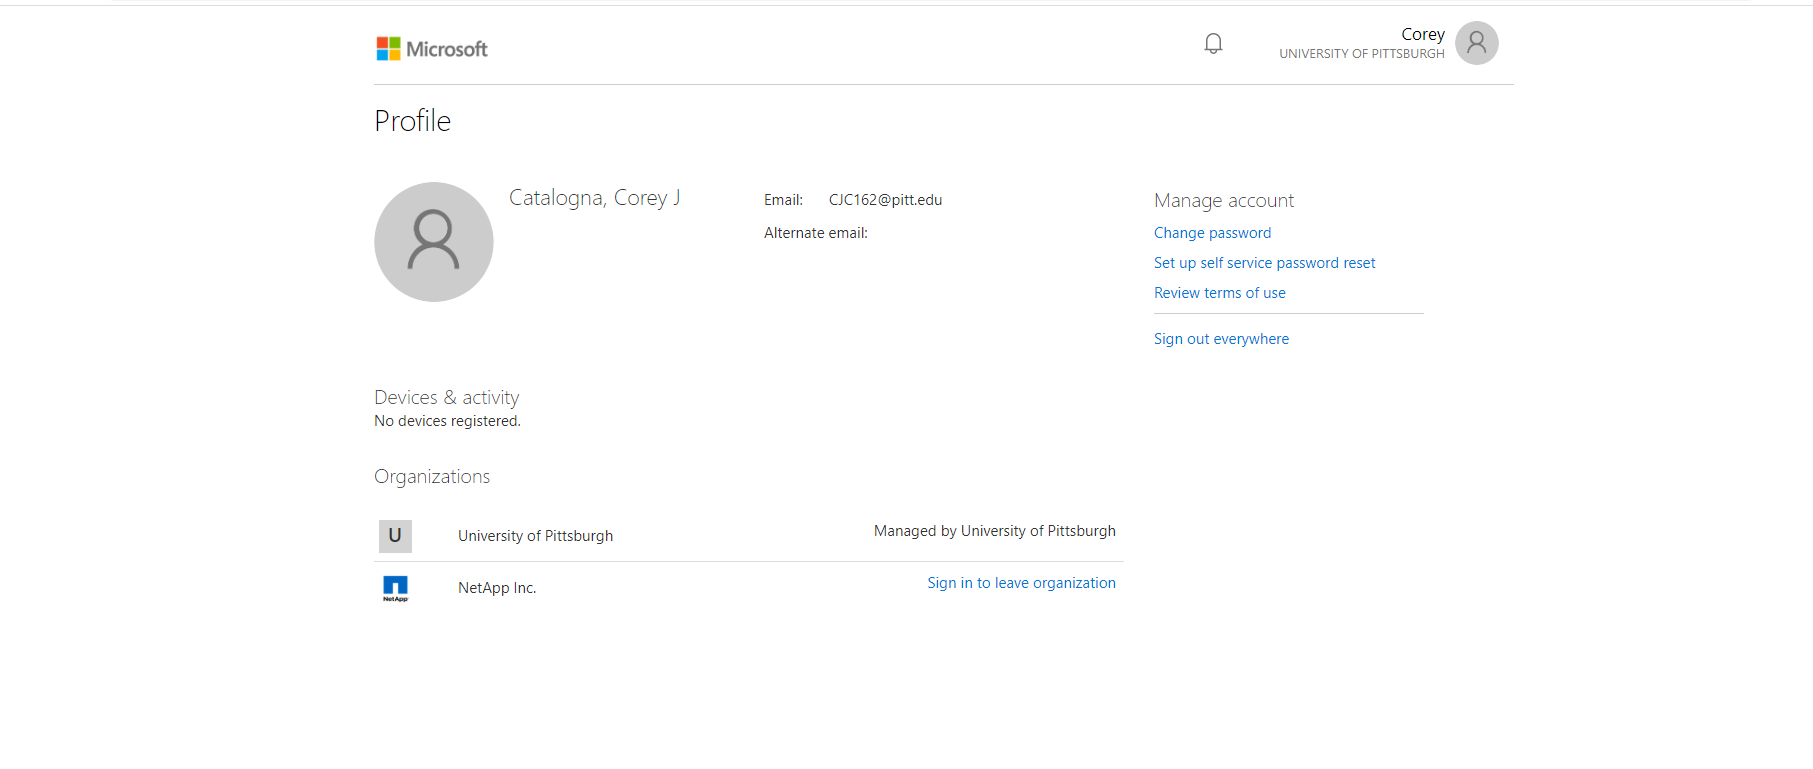 Microsoft
Corey
UNIVERSITY OF PITTSBURGH
Profile
Catalogna, Corey J
Email: CJC162@pitt.edu
Alternate email:
Manage account
Change password
Set up self service password reset
Review terms of use
Sign out everywhere
Devices & activity
No devices registered.
Organizations
U University of Pittsburgh Managed by University of Pittsburgh
NetApp NetApp Inc. Sign in to leave organization